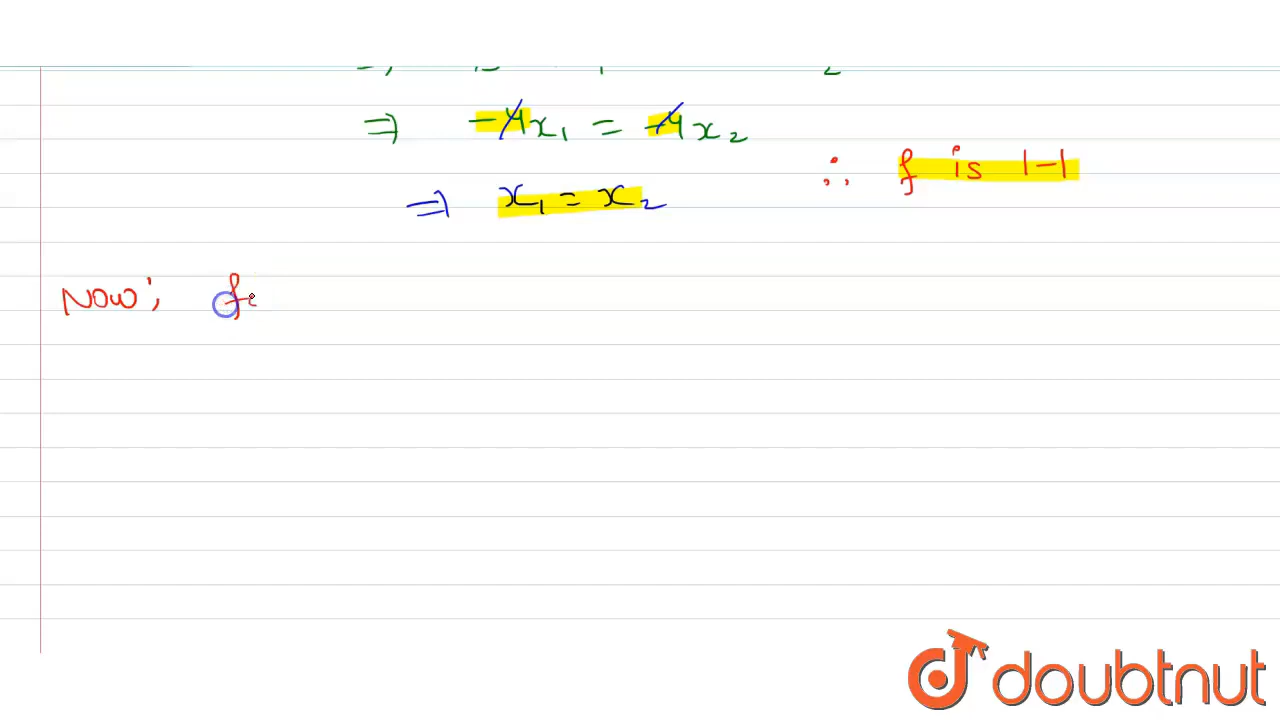 ⇒ -4x₁ = -4x₂
∴ f is 1-1
⇒ x₁ = x₂
Now; f
doubtnut